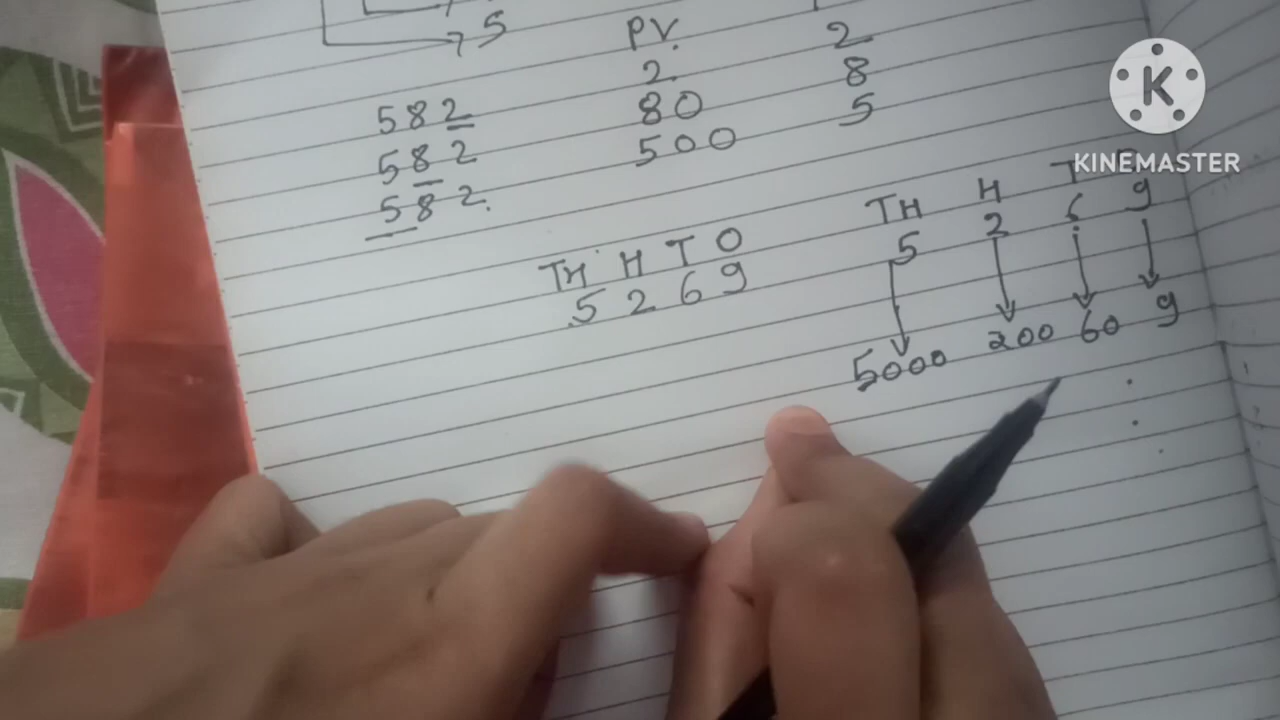 5
PV. 2
2 8
582 80 5
582 500
582.
TH H T O
5 2 6 9
TH H T
5 2 6 9
5000 200 60 9
K
KINEMASTER